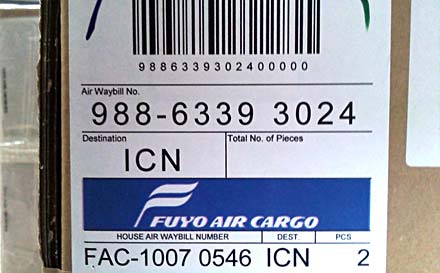 9886339302400000
Air Waybill No.
988-6339 3024
Destination Total No. of Pieces
ICN
FUYO AIR CARGO
HOUSE AIR WAYBILL NUMBER DEST. PCS
FAC-1007 0546 ICN 2